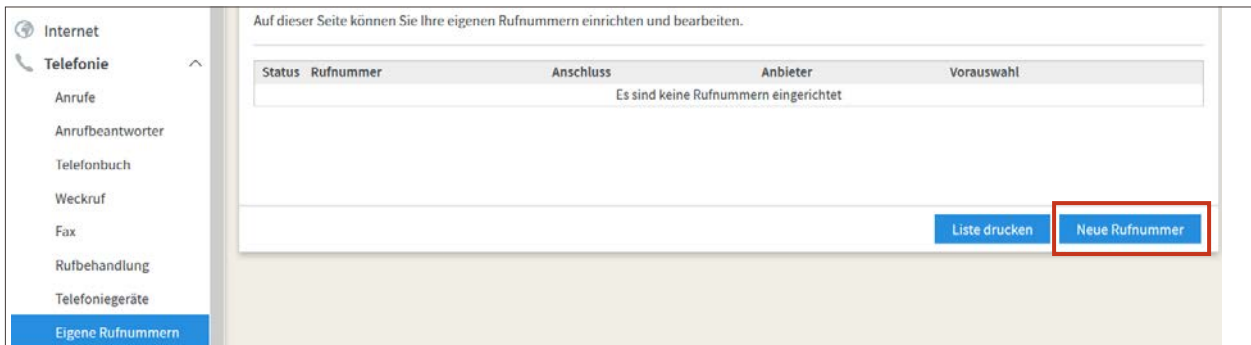 Auf dieser Seite können Sie Ihre eigenen Rufnummern einrichten und bearbeiten.
Internet
Telefonie
Anrufe
Anrufbeantworter
Telefonbuch
Weckruf
Fax
Rufbehandlung
Telefoniegeräte
Eigene Rufnummern
Status Rufnummer Anschluss Anbieter Vorauswahl
Es sind keine Rufnummern eingerichtet
Liste drucken Neue Rufnummer